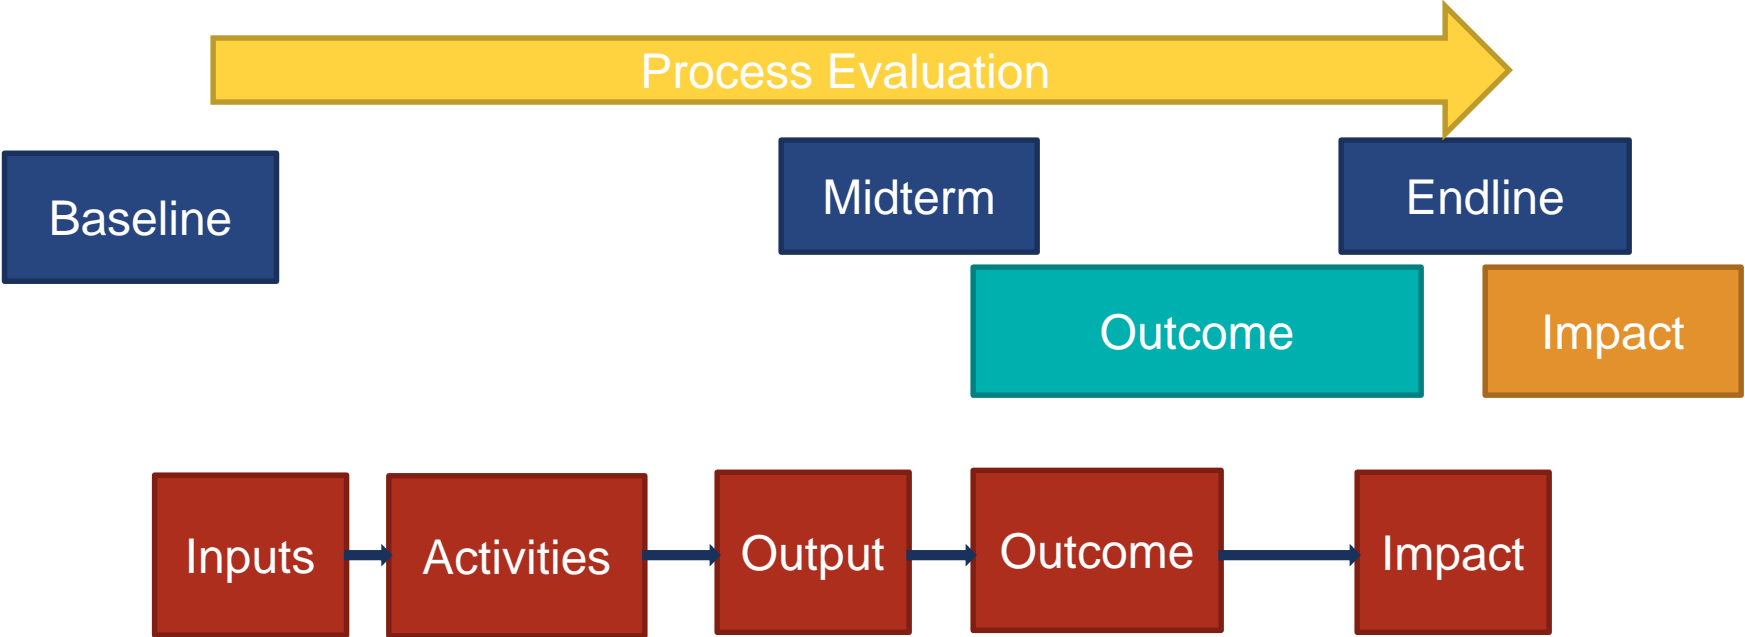 Process Evaluation
Baseline
Midterm
Endline
Outcome
Impact
Inputs
Activities
Output
Outcome
Impact